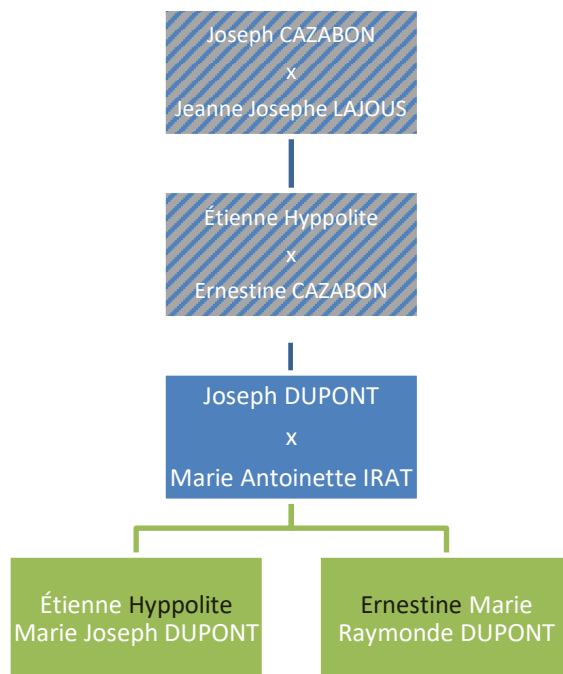 Joseph CAZABON
x
Jeanne Josephe LAJOUS
Étienne Hyppolite
x
Ernestine CAZABON
Joseph DUPONT
x
Marie Antoinette IRAT
Étienne Hyppolite
Marie Joseph DUPONT
Ernestine Marie
Raymonde DUPONT